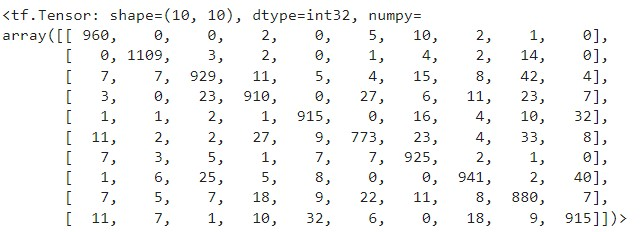 <tf.Tensor: shape=(10, 10), dtype=int32, numpy=
array([[ 960,    0,    0,    2,    0,    5,   10,    2,    1,    0],
       [   0, 1109,    3,    2,    0,    1,    4,    2,   14,    0],
       [   7,    7,  929,   11,    5,    4,   15,    8,   42,    4],
       [   3,    0,   23,  910,    0,   27,    6,   11,   23,    7],
       [   1,    1,    2,    1,  915,    0,   16,    4,   10,   32],
       [  11,    2,    2,   27,    9,  773,   23,    4,   33,    8],
       [   7,    3,    5,    1,    7,    7,  925,    2,    1,    0],
       [   1,    6,   25,    5,    8,    0,    0,  941,    2,   40],
       [   7,    5,    7,   18,    9,   22,   11,    8,  880,    7],
       [  11,    7,    1,   10,   32,    6,    0,   18,    9,  915]])>